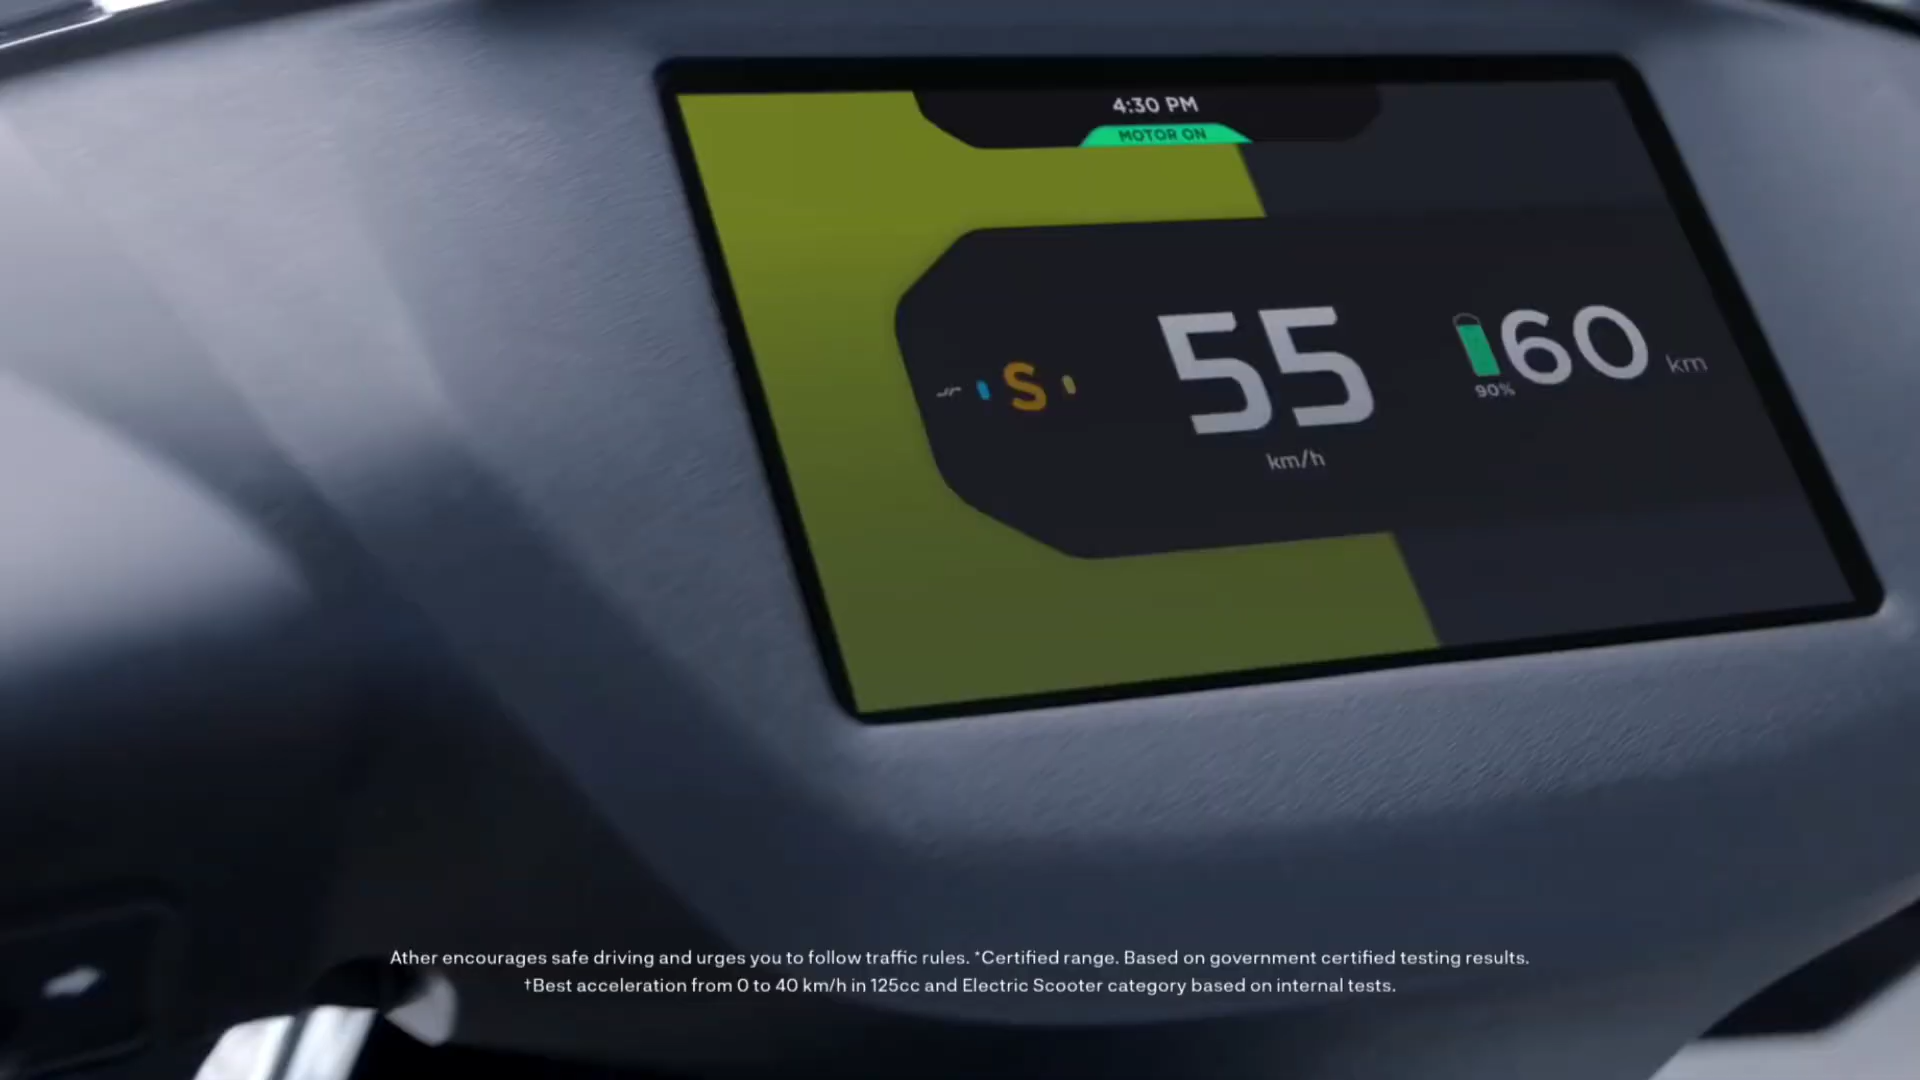 4:30 PM
MOTOR ON
S
55
km/h
60 km
90%
Ather encourages safe driving and urges you to follow traffic rules. *Certified range. Based on government certified testing results.
†Best acceleration from 0 to 40 km/h in 125cc and Electric Scooter category based on internal tests.